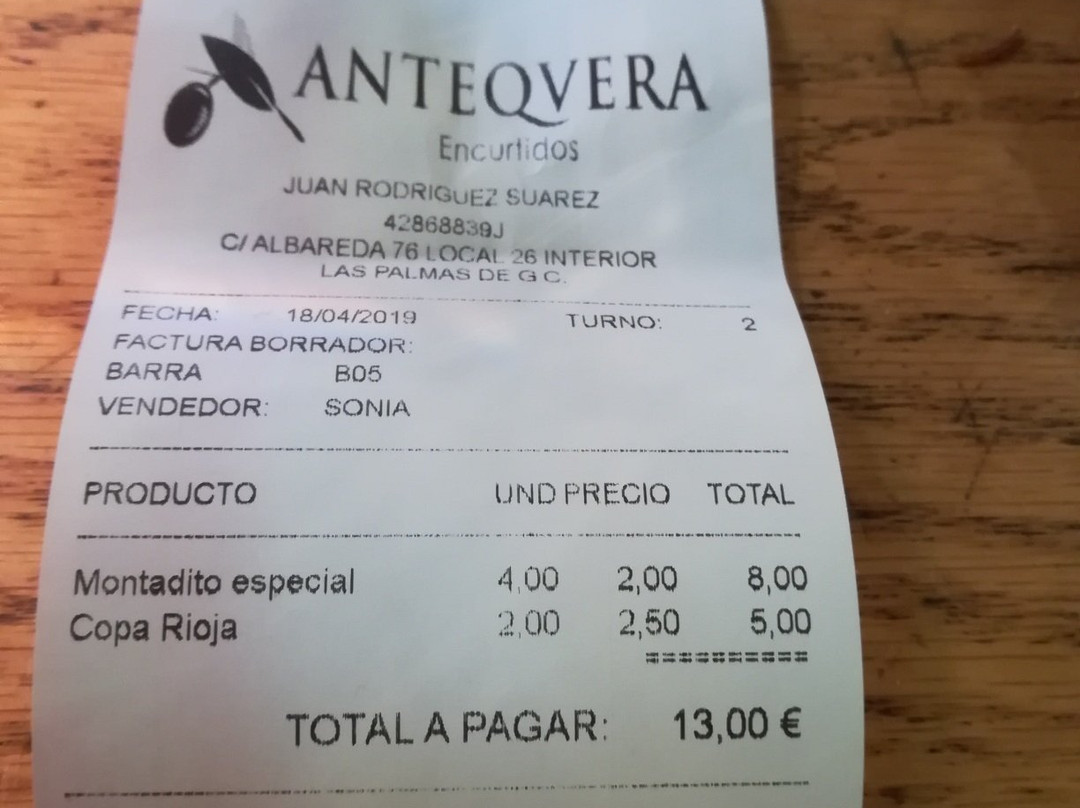 ANTEQVERA
Encurtidos
JUAN RODRIGUEZ SUAREZ
42868839J
C/ ALBAREDA 76 LOCAL 26 INTERIOR
LAS PALMAS DE G C.
FECHA: 18/04/2019 TURNO: 2
FACTURA BORRADOR:
BARRA B05
VENDEDOR: SONIA
PRODUCTO UND PRECIO TOTAL
Montadito especial 4,00 2,00 8,00
Copa Rioja 2,00 2,50 5,00
==========
TOTAL A PAGAR: 13,00 €